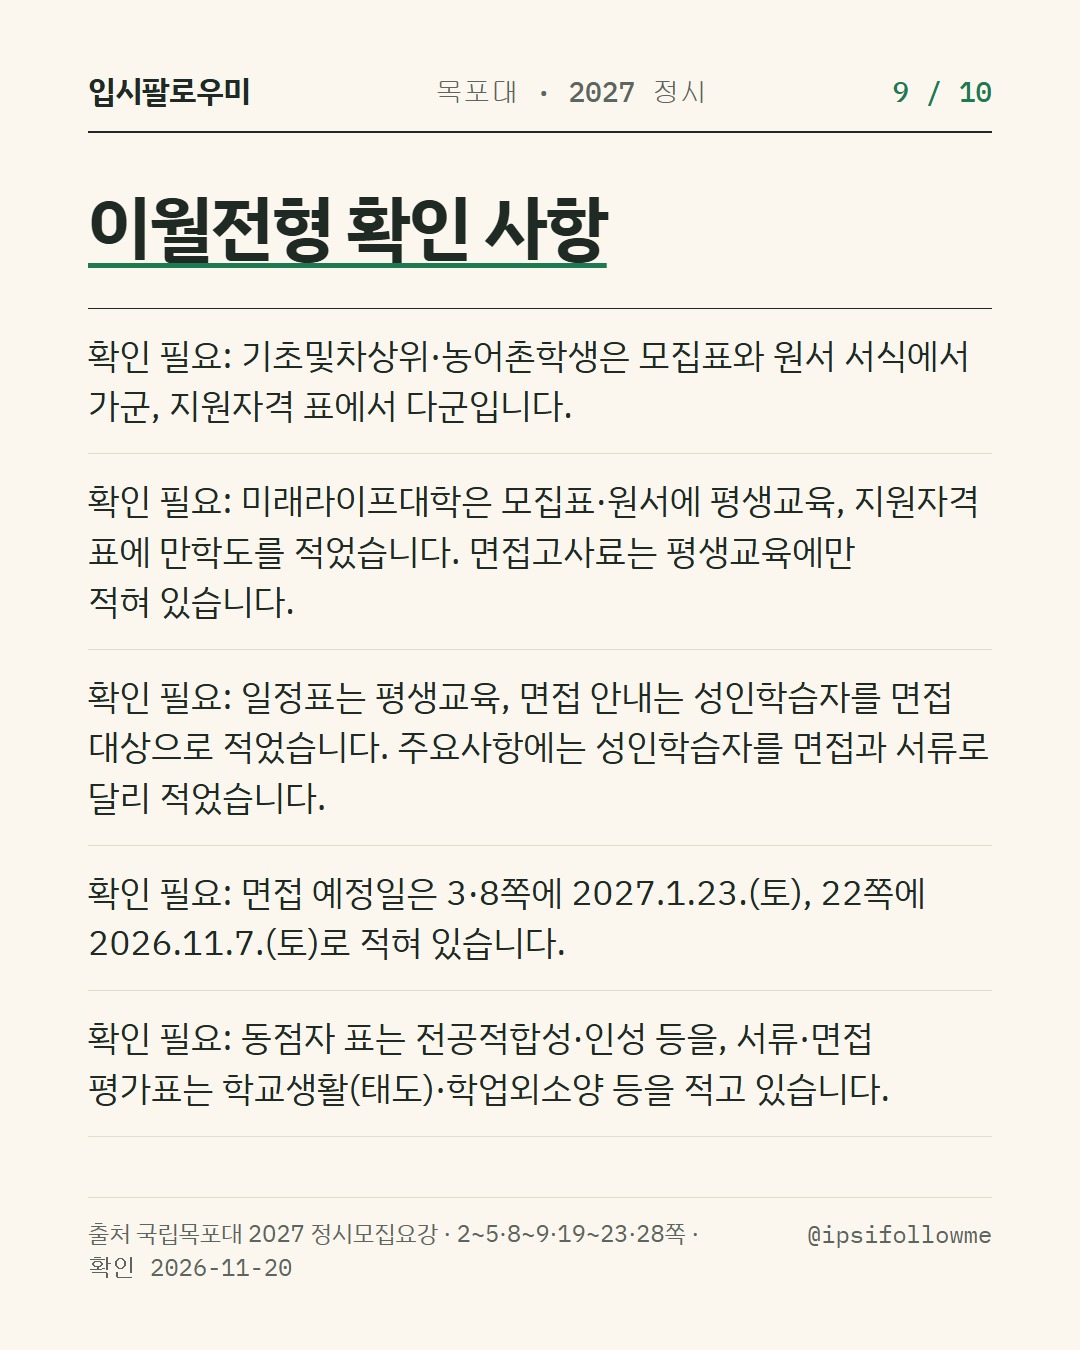 입시팔로우미
목포대 · 2027 정시
9 / 10
이월전형 확인 사항
확인 필요: 기초및차상위·농어촌학생은 모집표와 원서 서식에서
가군, 지원자격 표에서 다군입니다.
확인 필요: 미래라이프대학은 모집표·원서에 평생교육, 지원자격
표에 만학도를 적었습니다. 면접고사료는 평생교육에만
적혀 있습니다.
확인 필요: 일정표는 평생교육, 면접 안내는 성인학습자를 면접
대상으로 적었습니다. 주요사항에는 성인학습자를 면접과 서류로
달리 적었습니다.
확인 필요: 면접 예정일은 3·8쪽에 2027.1.23.(토), 22쪽에
2026.11.7.(토)로 적혀 있습니다.
확인 필요: 동점자 표는 전공적합성·인성 등을, 서류·면접
평가표는 학교생활(태도)·학업외소양 등을 적고 있습니다.
출처 국립목포대 2027 정시모집요강 · 2~5·8~9·19~23·28쪽 ·
확인 2026-11-20
@ipsifollowme